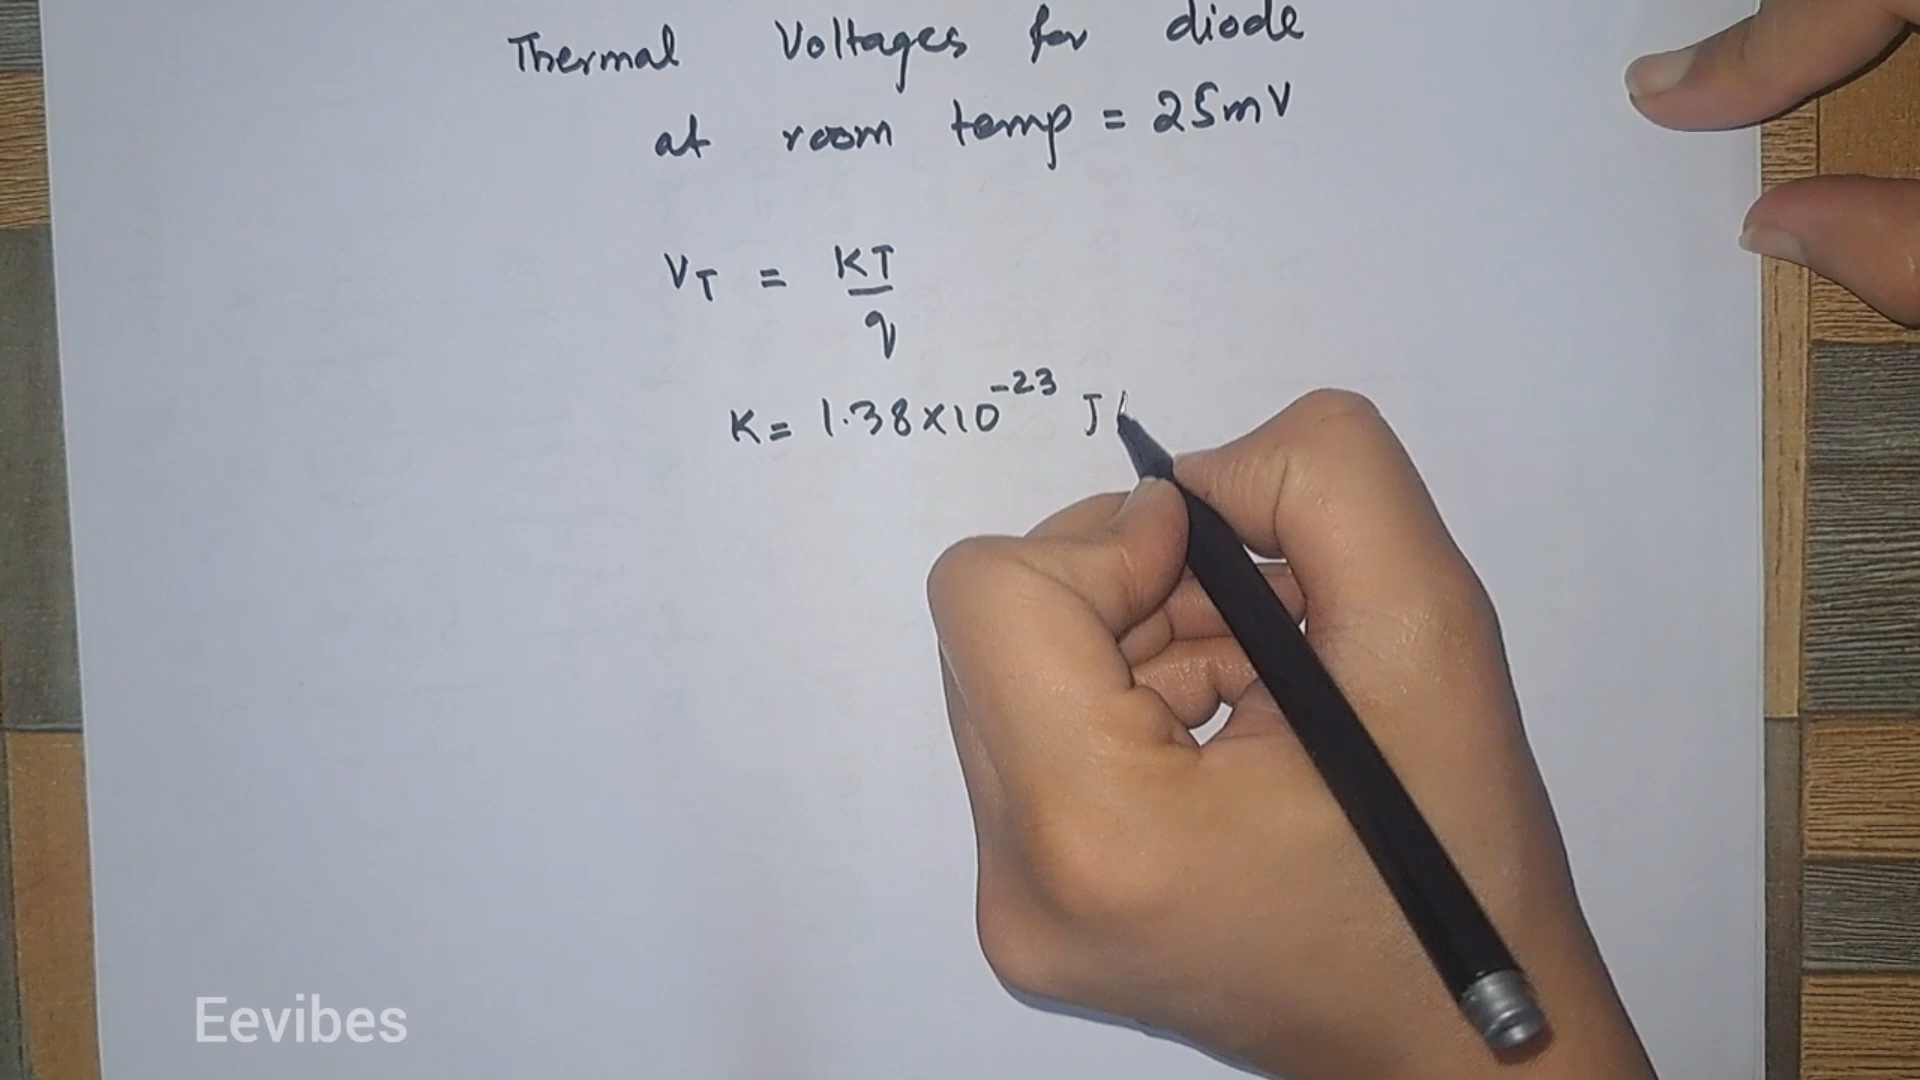 Thermal Voltages for diode
at room temp = 25mV
VT = KT/q
K = 1.38×10⁻²³ J/
Eevibes